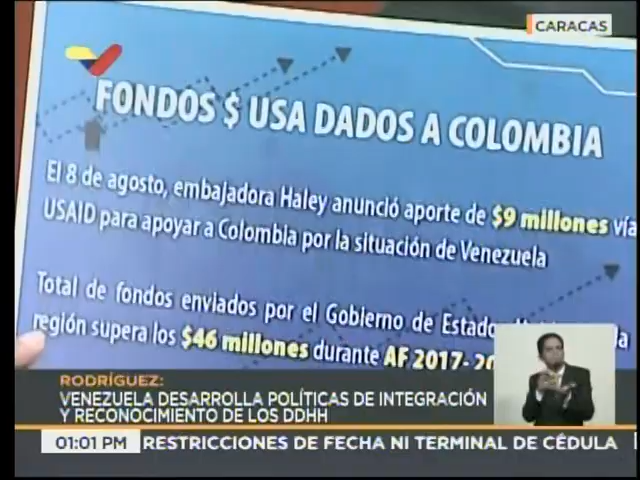 CARACAS
FONDOS $ USA DADOS A COLOMBIA
El 8 de agosto, embajadora Haley anunció aporte de $9 millones vía
USAID para apoyar a Colombia por la situación de Venezuela
Total de fondos enviados por el Gobierno de Estados la
región supera los $46 millones durante AF 2017-
RODRÍGUEZ:
VENEZUELA DESARROLLA POLÍTICAS DE INTEGRACIÓN
Y RECONOCIMIENTO DE LOS DDHH
01:01 PM RESTRICCIONES DE FECHA NI TERMINAL DE CÉDULA